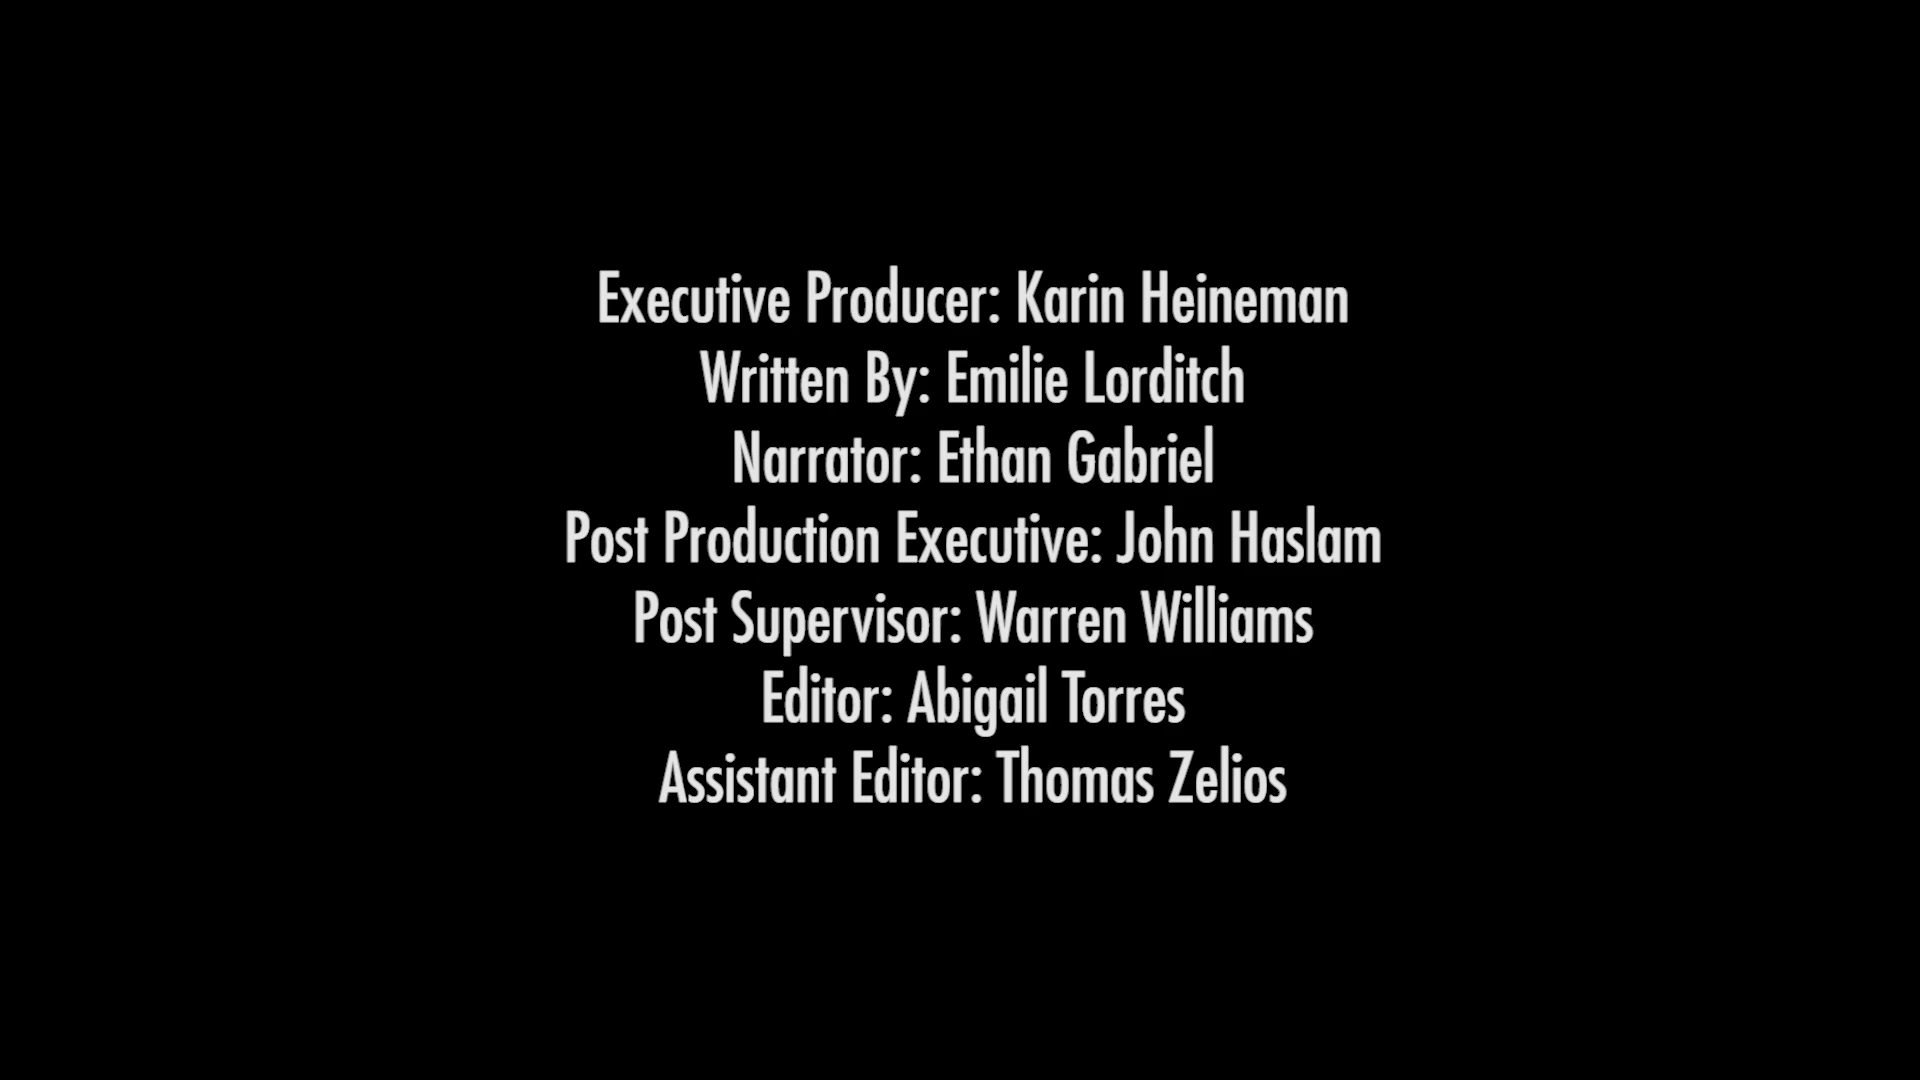 Executive Producer: Karin Heineman
Written By: Emilie Lorditch
Narrator: Ethan Gabriel
Post Production Executive: John Haslam
Post Supervisor: Warren Williams
Editor: Abigail Torres
Assistant Editor: Thomas Zelios